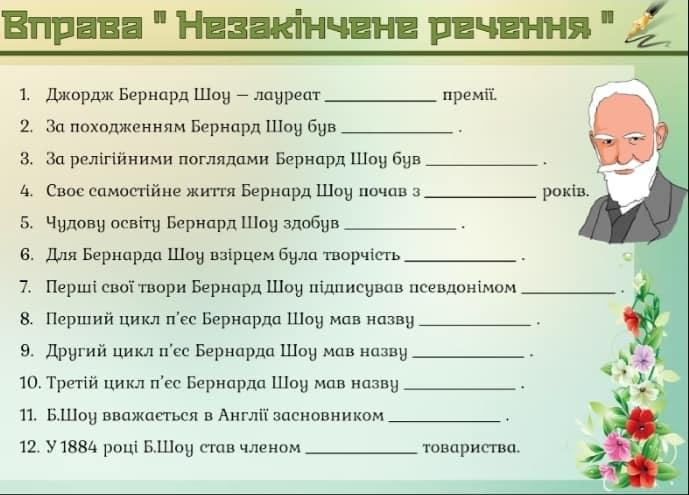 Вправа " Незакінчене речення "
1. Джордж Бернард Шоу – лауреат ____________ премії.
2. За походженням Бернард Шоу був ____________ .
3. За релігійними поглядами Бернард Шоу був ____________ .
4. Своє самостійне життя Бернард Шоу почав з ____________ років.
5. Чудову освіту Бернард Шоу здобув ____________ .
6. Для Бернарда Шоу взірцем була творчість ____________ .
7. Перші свої твори Бернард Шоу підписував псевдонімом __________ .
8. Перший цикл п’єс Бернарда Шоу мав назву ____________ .
9. Другий цикл п’єс Бернарда Шоу мав назву ____________ .
10. Третій цикл п’єс Бернарда Шоу мав назву ____________ .
11. Б.Шоу вважається в Англії засновником ____________ .
12. У 1884 році Б.Шоу став членом ____________ товариства.